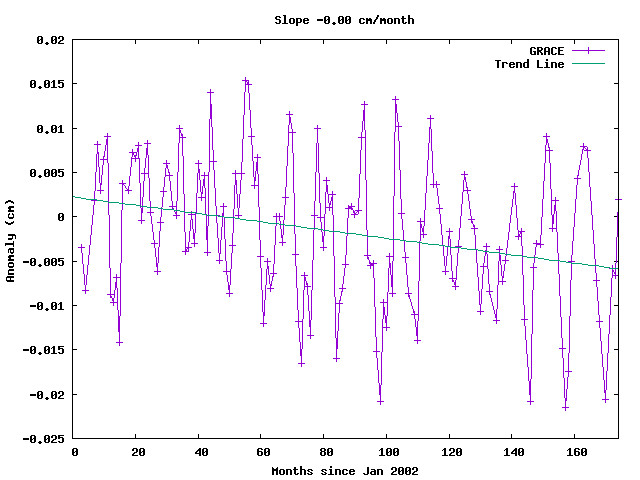 Slope -0.00 cm/month
GRACE
Trend Line
0.02
0.015
0.01
0.005
0
-0.005
-0.01
-0.015
-0.02
-0.025
Anomaly (cm)
0 20 40 60 80 100 120 140 160
Months since Jan 2002